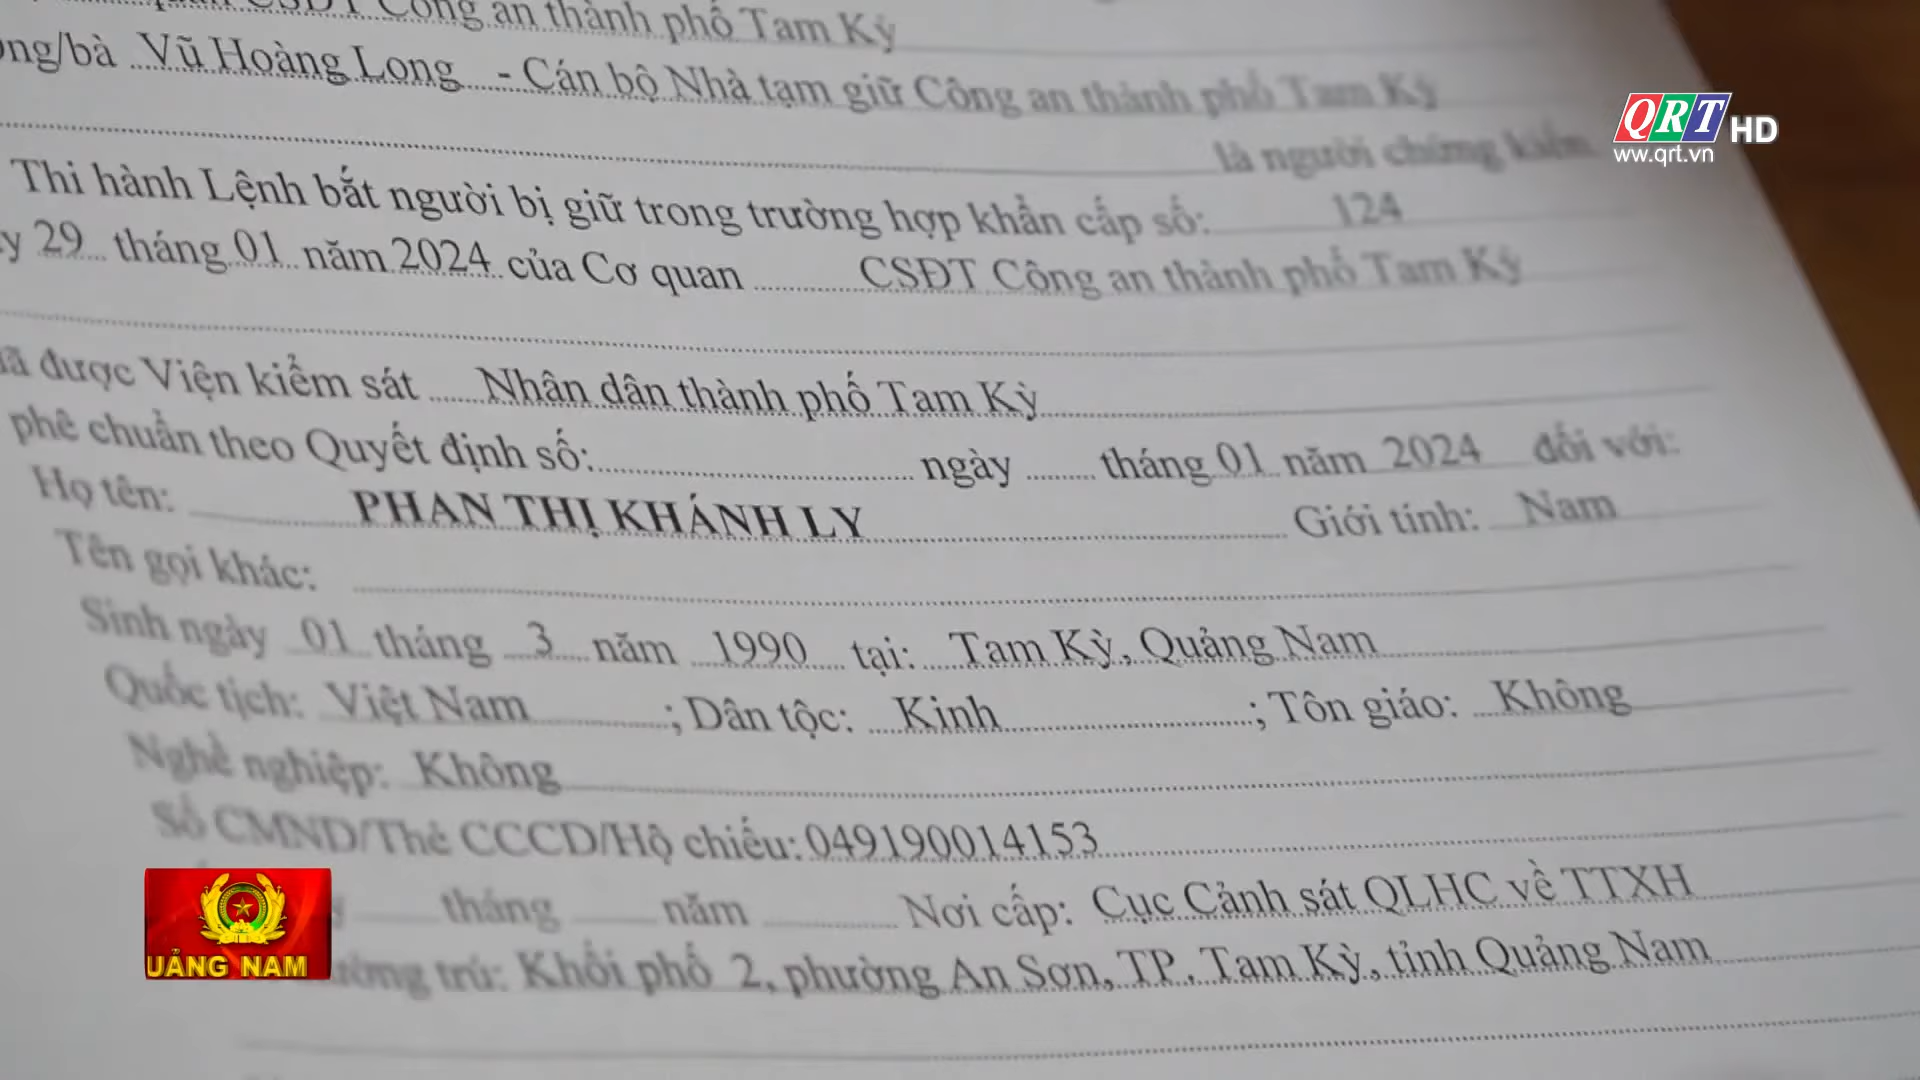 CSĐT Công an thành phố Tam Kỳ
ông/bà Vũ Hoàng Long - Cán bộ Nhà tạm giữ Công an thành phố Tam Kỳ
là người chứng kiến
Thi hành Lệnh bắt người bị giữ trong trường hợp khẩn cấp số: 124
y 29 tháng 01 năm 2024 của Cơ quan CSĐT Công an thành phố Tam Kỳ
đã được Viện kiểm sát Nhân dân thành phố Tam Kỳ
phê chuẩn theo Quyết định số: ngày tháng 01 năm 2024 đối với:
Họ tên: PHAN THỊ KHÁNH LY Giới tính: Nam
Tên gọi khác:
Sinh ngày 01 tháng 3 năm 1990 tại: Tam Kỳ, Quảng Nam
Quốc tịch: Việt Nam ; Dân tộc: Kinh ; Tôn giáo: Không
Nghề nghiệp: Không
Số CMND/Thẻ CCCD/Hộ chiếu: 049190014153
tháng năm Nơi cấp: Cục Cảnh sát QLHC về TTXH
ường trú: Khối phố 2, phường An Sơn, TP. Tam Kỳ, tỉnh Quảng Nam
QRT HD
ww.qrt.vn
UẢNG NAM